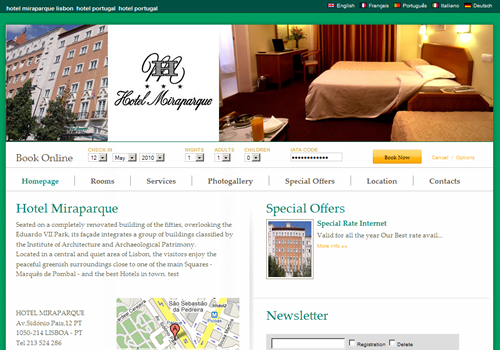 hotel miraparque lisbon hotel portugal hotel portugal
English Français Português Italiano Deutsch
H
Hotel Miraparque
CHECK IN NIGHTS ADULTS CHILDREN IATA CODE
Book Online 12 May 2010 1 1 0 •••••••••••• Book Now Cancel / Options
Homepage Rooms Services Photogallery Special Offers Location Contacts
Hotel Miraparque
Seated on a completely renovated building of the fifties, overlooking the
Eduardo VII Park, its façade integrates a group of buildings classified by
the Institute of Architecture and Archaeological Patrimony.
Located in a central and quiet area of Lisbon, the visitors enjoy the
peaceful greenish surroundings close to one of the main Squares -
Marquês de Pombal - and the best Hotels in town. test
Special Offers
Special Rate Internet
Valid for all the year Our Best rate avail...
More info »»
HOTEL MIRAPARQUE
Av.Sidonio Pais,12 PT
1050-214 LISBOA - PT
Tel 213 524 286
São Sebastião
da Pedreira
Picoas
Newsletter
Registration Delete